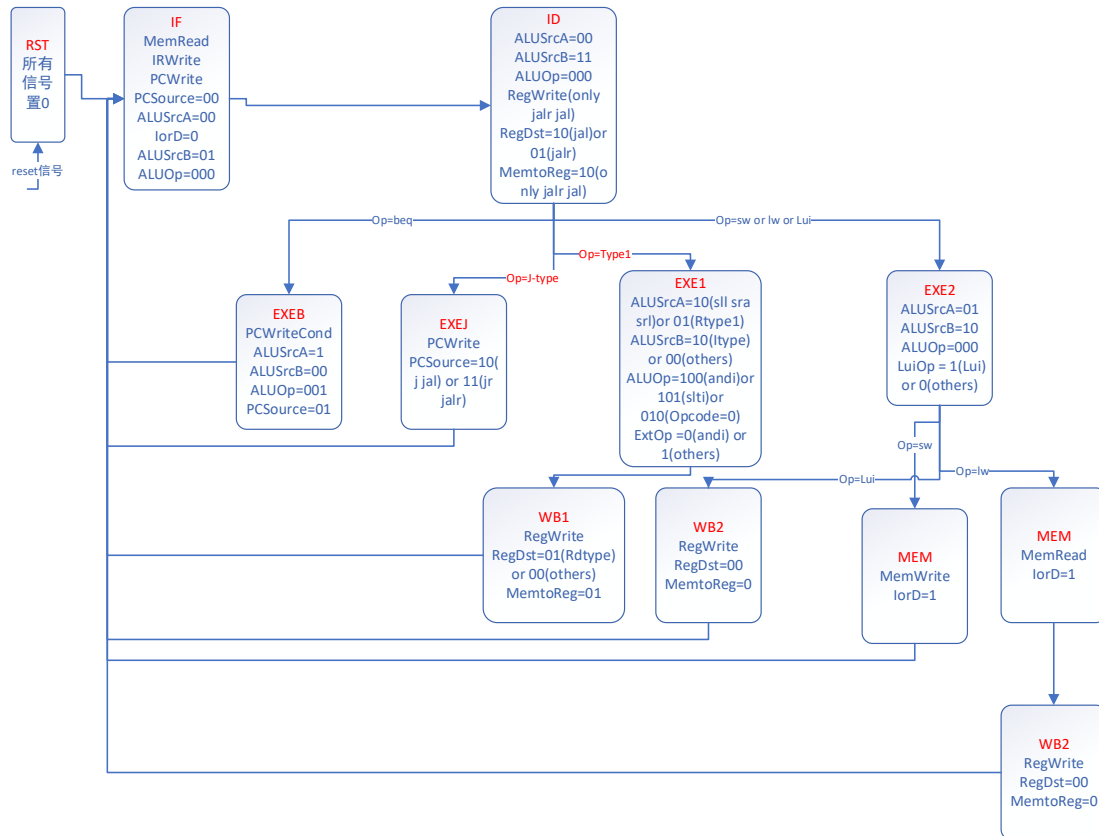 RST
所有
信号
置0
reset信号
IF
MemRead
IRWrite
PCWrite
PCSource=00
ALUSrcA=00
IorD=0
ALUSrcB=01
ALUOp=000
ID
ALUSrcA=00
ALUSrcB=11
ALUOp=000
RegWrite(only
jalr jal)
RegDst=10(jal)or
01(jalr)
MemtoReg=10(o
nly jalr jal)
Op=beq
Op=J-type
Op=Type1
Op=sw or lw or Lui
EXEB
PCWriteCond
ALUSrcA=1
ALUSrcB=00
ALUOp=001
PCSource=01
EXEJ
PCWrite
PCSource=10(
j jal) or 11(jr
jalr)
EXE1
ALUSrcA=10(sll sra
srl)or 01(Rtype1)
ALUSrcB=10(Itype)
or 00(others)
ALUOp=100(andi)or
101(slti)or
010(Opcode=0)
ExtOp =0(andi) or
1(others)
EXE2
ALUSrcA=01
ALUSrcB=10
ALUOp=000
LuiOp = 1(Lui)
or 0(others)
Op=sw
Op=Lui
Op=lw
WB1
RegWrite
RegDst=01(Rdtype)
or 00(others)
MemtoReg=01
WB2
RegWrite
RegDst=00
MemtoReg=0
MEM
MemWrite
IorD=1
MEM
MemRead
IorD=1
WB2
RegWrite
RegDst=00
MemtoReg=0